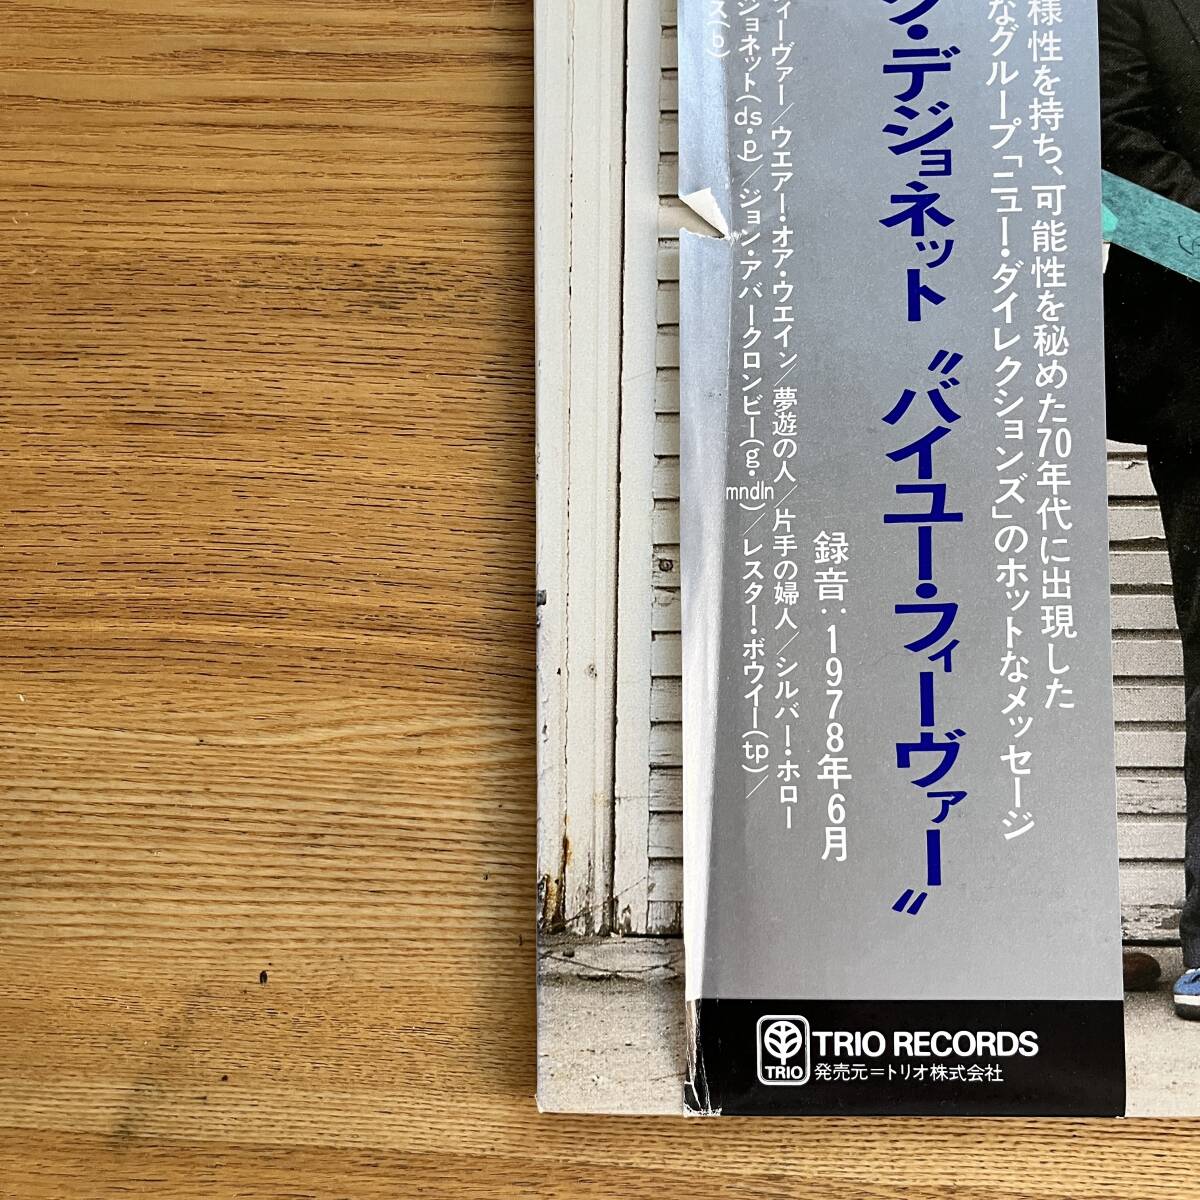 様性を持ち、可能性を秘めた70年代に出現した
なグループ「ニュー・ダイレクションズ」のホットなメッセージ
ク・デジョネット〝バイユー・フィーヴァー〟
録音：1978年6月
ィーヴァー／ウエアー・オア・ウエイン／夢遊の人／片手の婦人／シルバー・ホロー
ジョネット(ds・p)／ジョン・アバークロンビー(g・mndln)／レスター・ボウイー(tp)／
ス(b)
TRIO
TRIO RECORDS
発売元＝トリオ株式会社